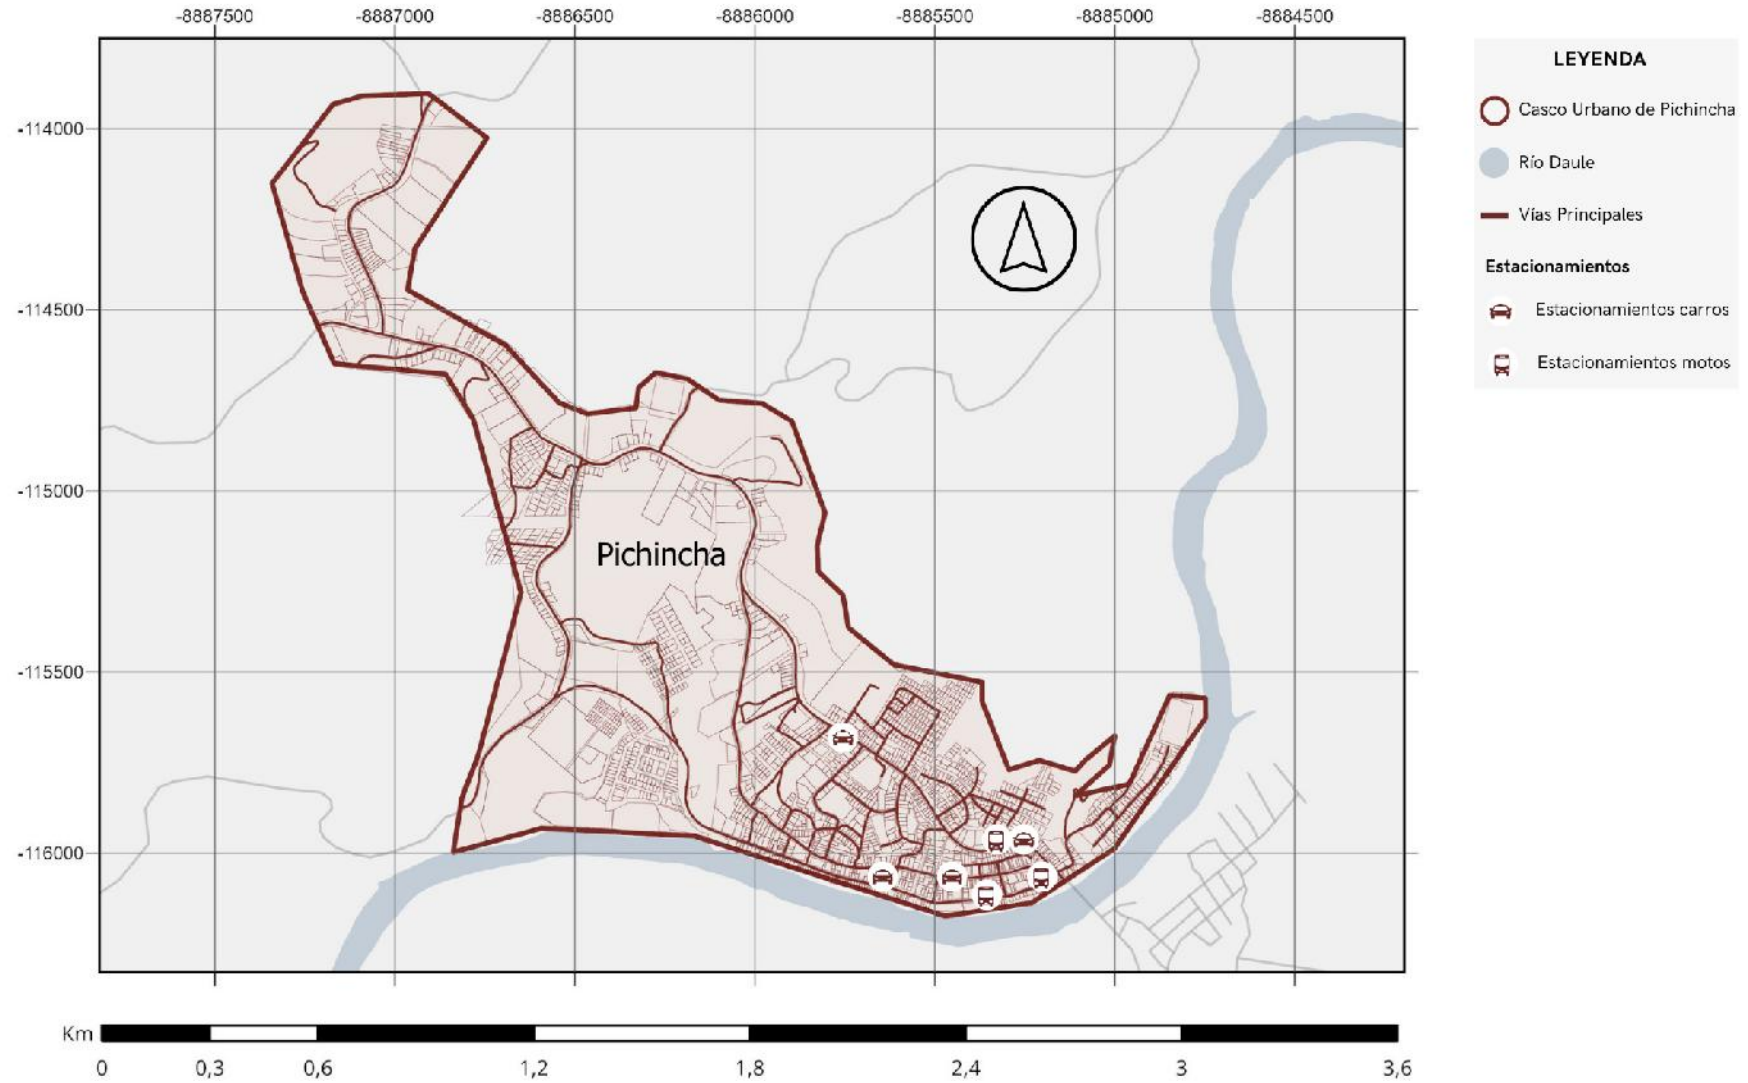 -8887500 -8887000 -8886500 -8886000 -8885500 -8885000 -8884500
LEYENDA
Casco Urbano de Pichincha
Río Daule
Vías Principales
Estacionamientos
Estacionamientos carros
Estacionamientos motos
-114000
-114500
-115000
Pichincha
-115500
-116000
Km
0 0,3 0,6 1,2 1,8 2,4 3 3,6